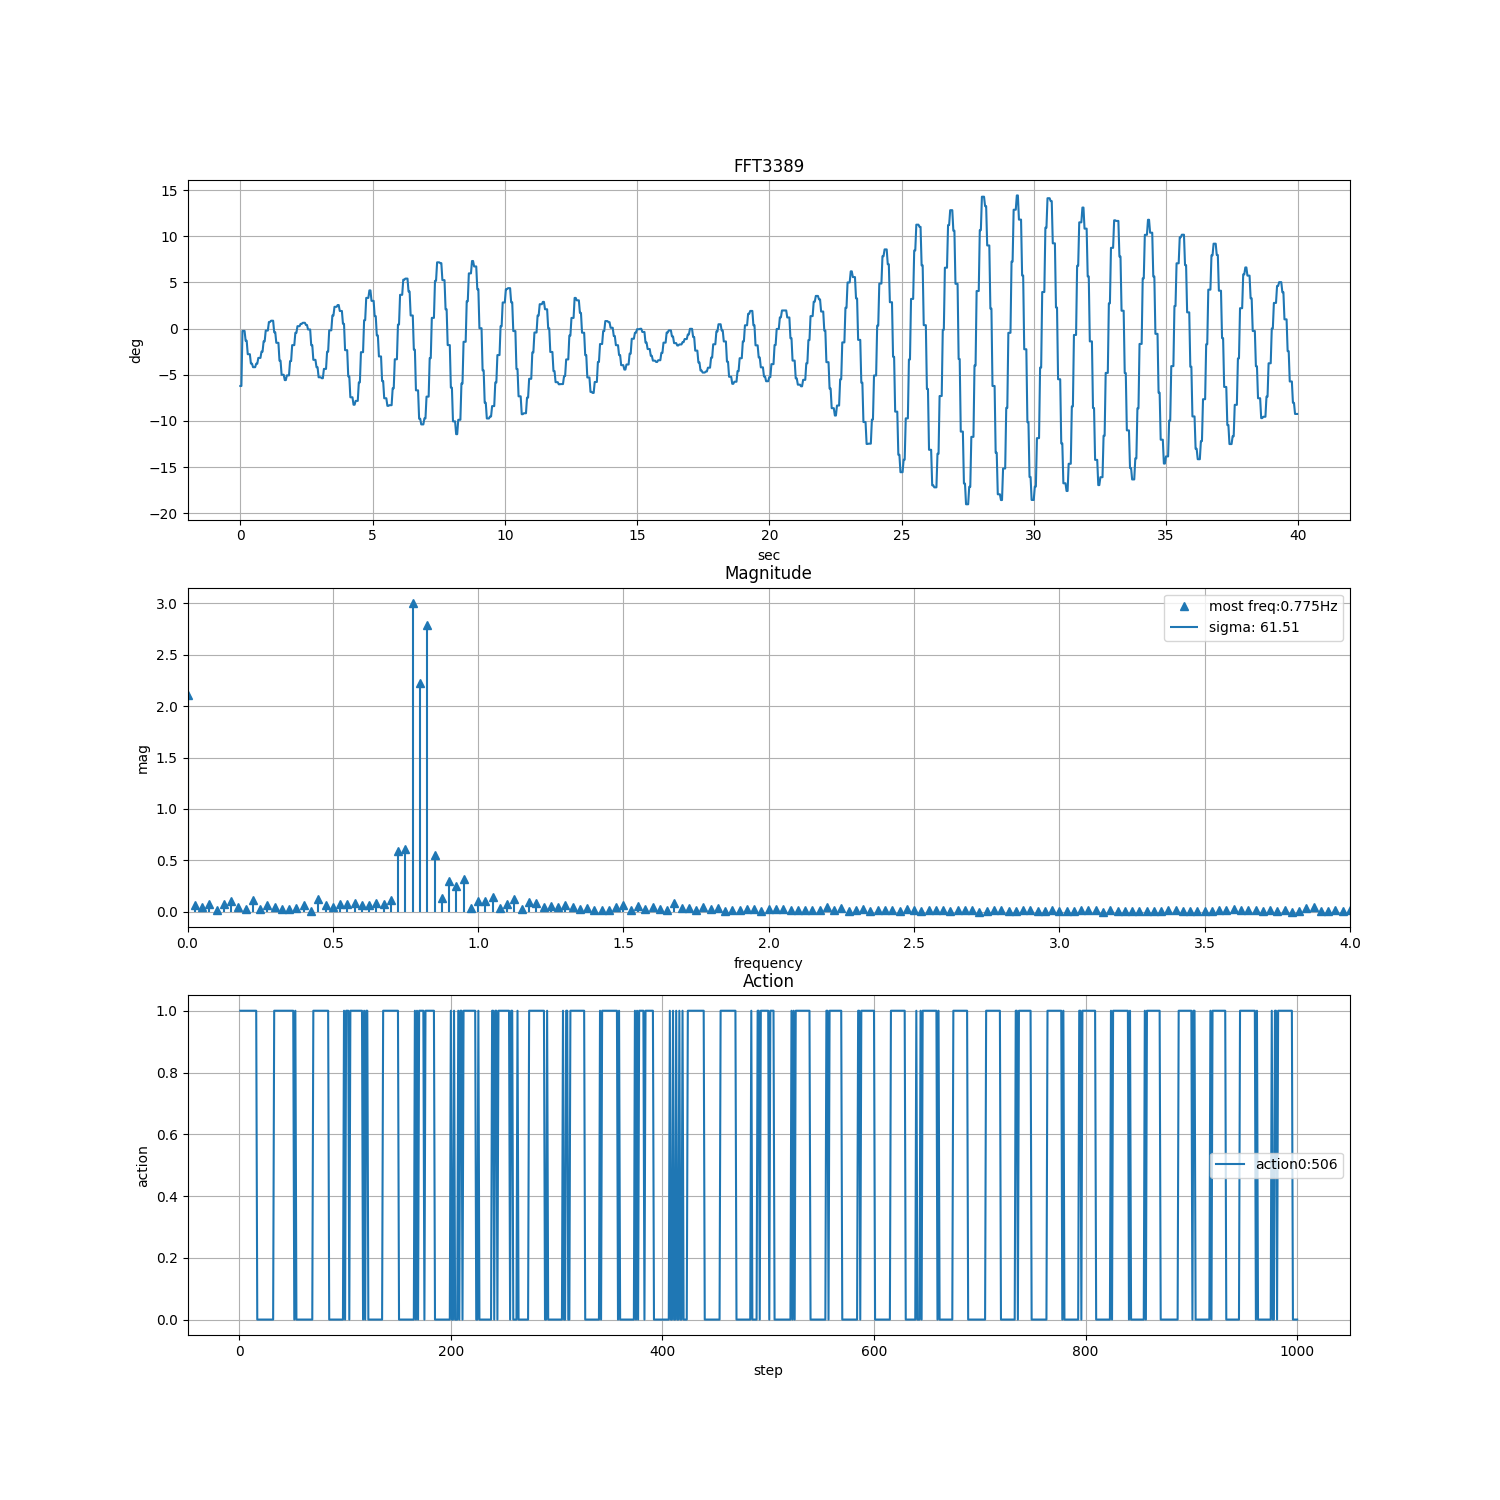 FFT3389
15
10
5
0
−5
−10
−15
−20
deg
0 5 10 15 20 25 30 35 40
sec
Magnitude
3.0
2.5
2.0
1.5
1.0
0.5
0.0
mag
most freq:0.775Hz
sigma: 61.51
0.0 0.5 1.0 1.5 2.0 2.5 3.0 3.5 4.0
frequency
Action
1.0
0.8
0.6
0.4
0.2
0.0
action
action0:506
0 200 400 600 800 1000
step